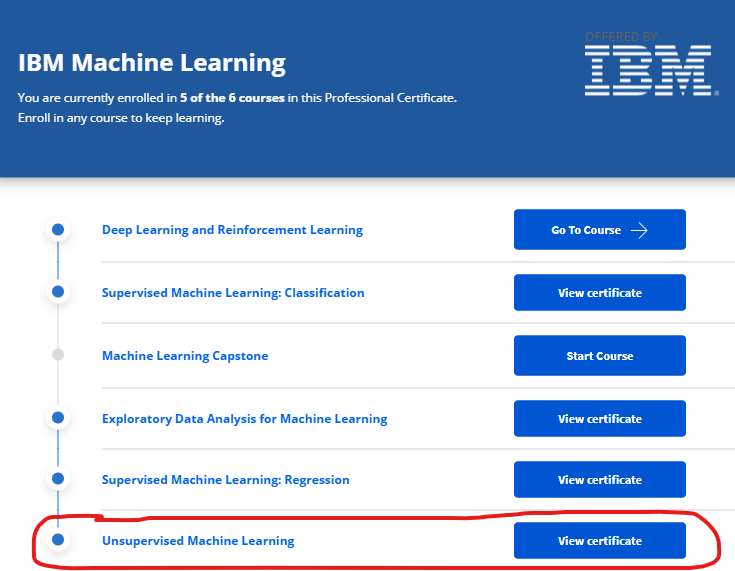 OFFERED BY
IBM
IBM Machine Learning
You are currently enrolled in 5 of the 6 courses in this Professional Certificate.
Enroll in any course to keep learning.
Deep Learning and Reinforcement Learning
Go To Course
Supervised Machine Learning: Classification
View certificate
Machine Learning Capstone
Start Course
Exploratory Data Analysis for Machine Learning
View certificate
Supervised Machine Learning: Regression
View certificate
Unsupervised Machine Learning
View certificate